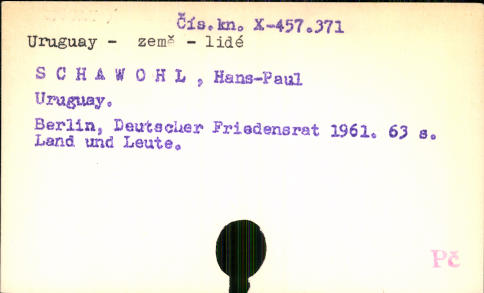 Čís.kn. X-457.371
Uruguay - země - lidé
SCHAWOHL, Hans-Paul
Uruguay.
Berlin, Deutscher Friedensrat 1961. 63 s.
Land und Leute.
Pč